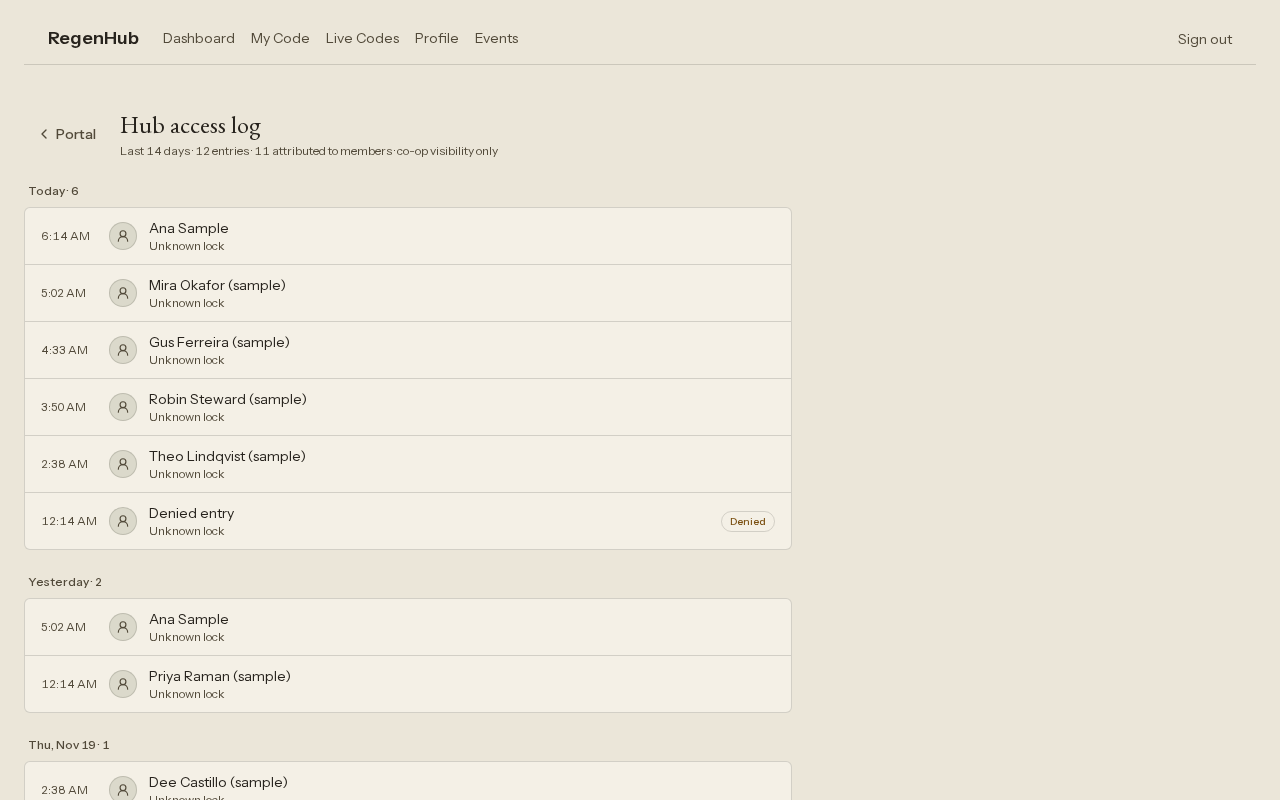 RegenHub Dashboard My Code Live Codes Profile Events Sign out
Portal
Hub access log
Last 14 days · 12 entries · 11 attributed to members · co-op visibility only
Today · 6
6:14 AM Ana Sample
Unknown lock
5:02 AM Mira Okafor (sample)
Unknown lock
4:33 AM Gus Ferreira (sample)
Unknown lock
3:50 AM Robin Steward (sample)
Unknown lock
2:38 AM Theo Lindqvist (sample)
Unknown lock
12:14 AM Denied entry Denied
Unknown lock
Yesterday · 2
5:02 AM Ana Sample
Unknown lock
12:14 AM Priya Raman (sample)
Unknown lock
Thu, Nov 19 · 1
2:38 AM Dee Castillo (sample)
Unknown lock